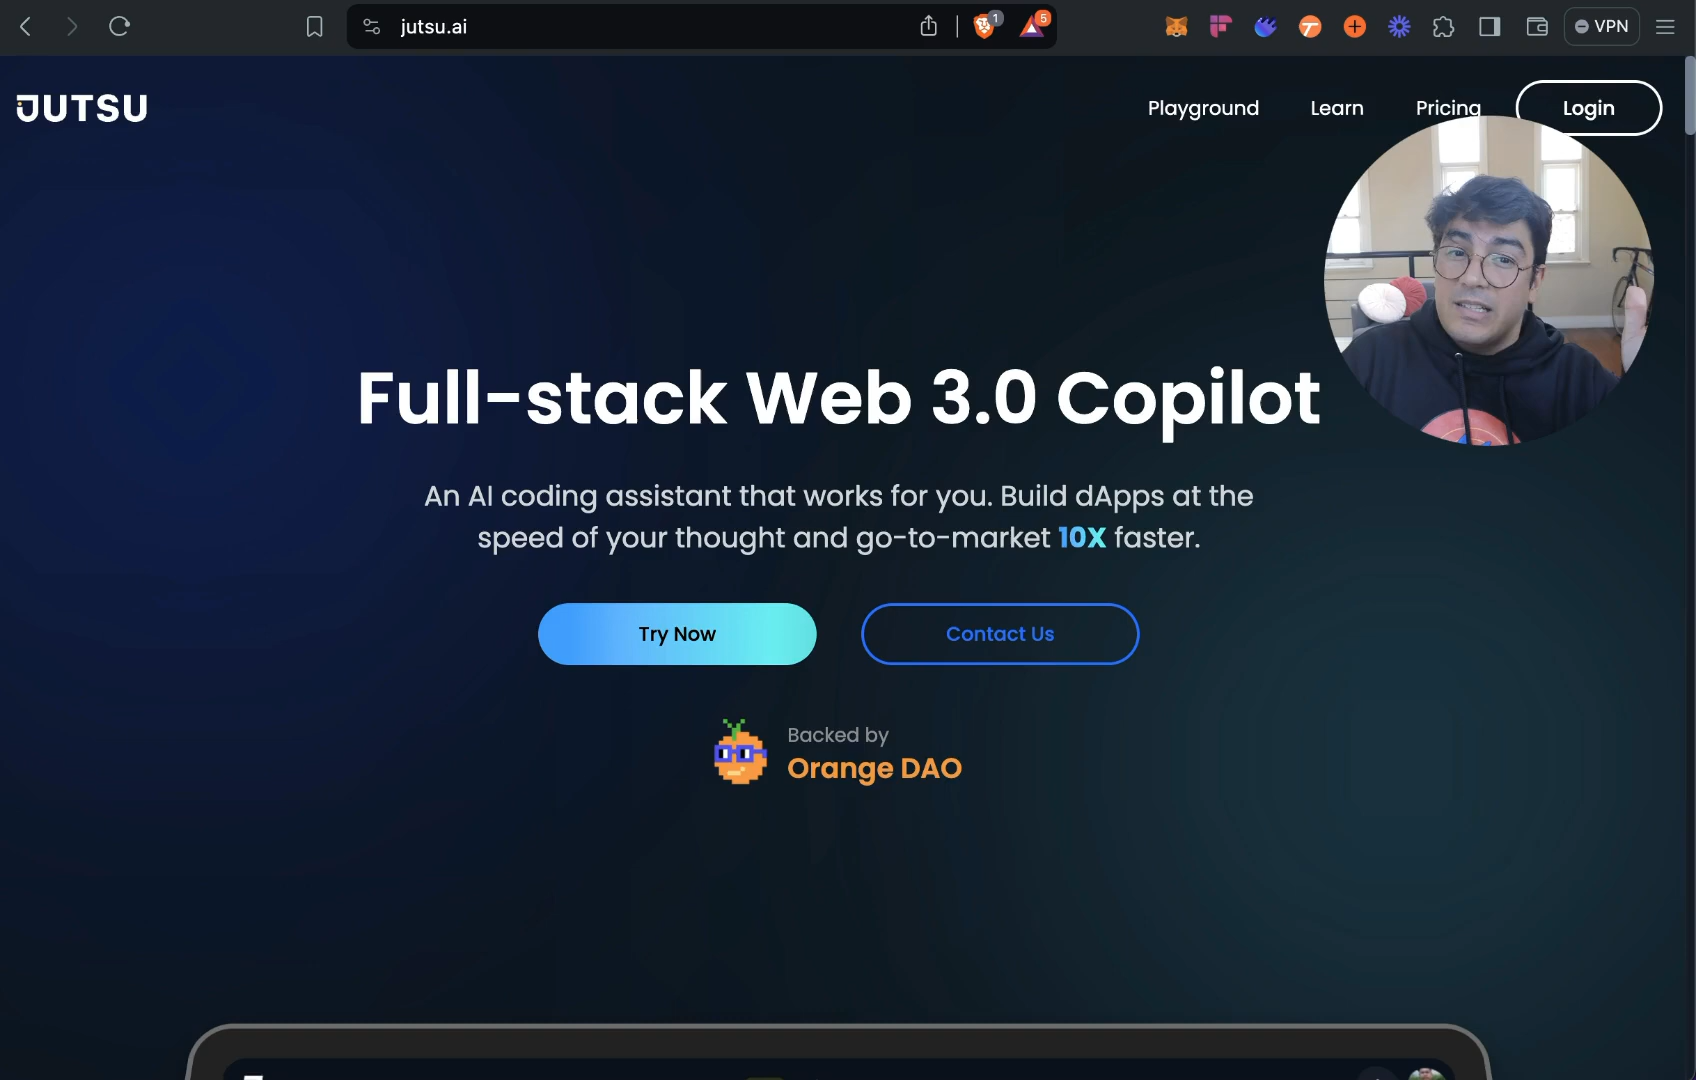 jutsu.ai
1
5
VPN
JUTSU
Playground
Learn
Pricing
Login
Full-stack Web 3.0 Copilot
An AI coding assistant that works for you. Build dApps at the
speed of your thought and go-to-market 10X faster.
Try Now
Contact Us
Backed by
Orange DAO